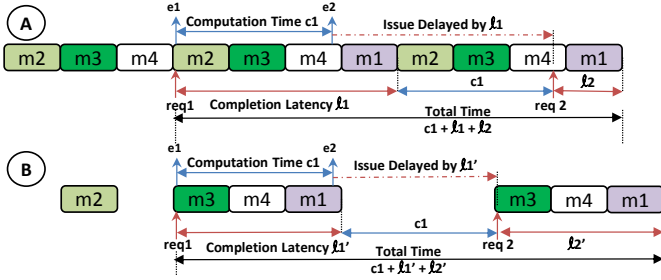 A
e1
Computation Time c1
e2
Issue Delayed by ℓ1
m2 m3 m4 m2 m3 m4 m1 m2 m3 m4 m1
req1
Completion Latency ℓ1
c1
req 2
ℓ2
Total Time
c1 + ℓ1 + ℓ2
B
e1
Computation Time c1
e2
Issue Delayed by ℓ1'
m2 m3 m4 m1 m3 m4 m1
req1
Completion Latency ℓ1'
c1
req 2
ℓ2'
Total Time
c1 + ℓ1' + ℓ2'